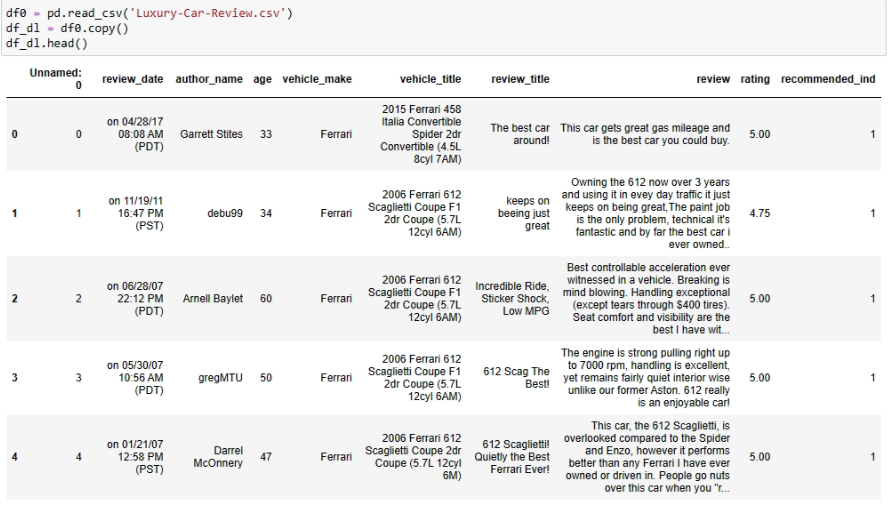 df0 = pd.read_csv('Luxury-Car-Review.csv')
df_dl = df0.copy()
df_dl.head()
Unnamed: 0 review_date author_name age vehicle_make vehicle_title review_title review rating recommended_ind
0 0 on 04/28/17 08:08 AM (PDT) Garrett Stites 33 Ferrari 2015 Ferrari 458 Italia Convertible Spider 2dr Convertible (4.5L 8cyl 7AM) The best car around! This car gets great gas mileage and is the best car you could buy. 5.00 1
1 1 on 11/19/11 16:47 PM (PST) debu99 34 Ferrari 2006 Ferrari 612 Scaglietti Coupe F1 2dr Coupe (5.7L 12cyl 6AM) keeps on beeing just great Owning the 612 now over 3 years and using it in evey day traffic it just keeps on being great,The paint job is the only problem, technical it's fantastic and by far the best car i ever owned.. 4.75 1
2 2 on 06/28/07 22:12 PM (PDT) Arnell Baylet 60 Ferrari 2006 Ferrari 612 Scaglietti Coupe F1 2dr Coupe (5.7L 12cyl 6AM) Incredible Ride, Sticker Shock, Low MPG Best controllable acceleration ever witnessed in a vehicle. Breaking is mind blowing. Handling exceptional (except tears through $400 tires). Seat comfort and visibility are the best I have wit... 5.00 1
3 3 on 05/30/07 10:56 AM (PDT) gregMTU 50 Ferrari 2006 Ferrari 612 Scaglietti Coupe F1 2dr Coupe (5.7L 12cyl 6AM) 612 Scag The Best! The engine is strong pulling right up to 7000 rpm, handling is excellent, yet remains fairly quiet interior wise unlike our former Aston. 612 really is an enjoyable car! 5.00 1
4 4 on 01/21/07 12:58 PM (PST) Darrel McOnnery 47 Ferrari 2006 Ferrari 612 Scaglietti Coupe 2dr Coupe (5.7L 12cyl 6M) 612 Scaglietti! Quietly the Best Ferrari Ever! This car, the 612 Scaglietti, is overlooked compared to the Spider and Enzo, however it performs better than any Ferrari I have ever owned or driven in. People go nuts over this car when you "r... 5.00 1